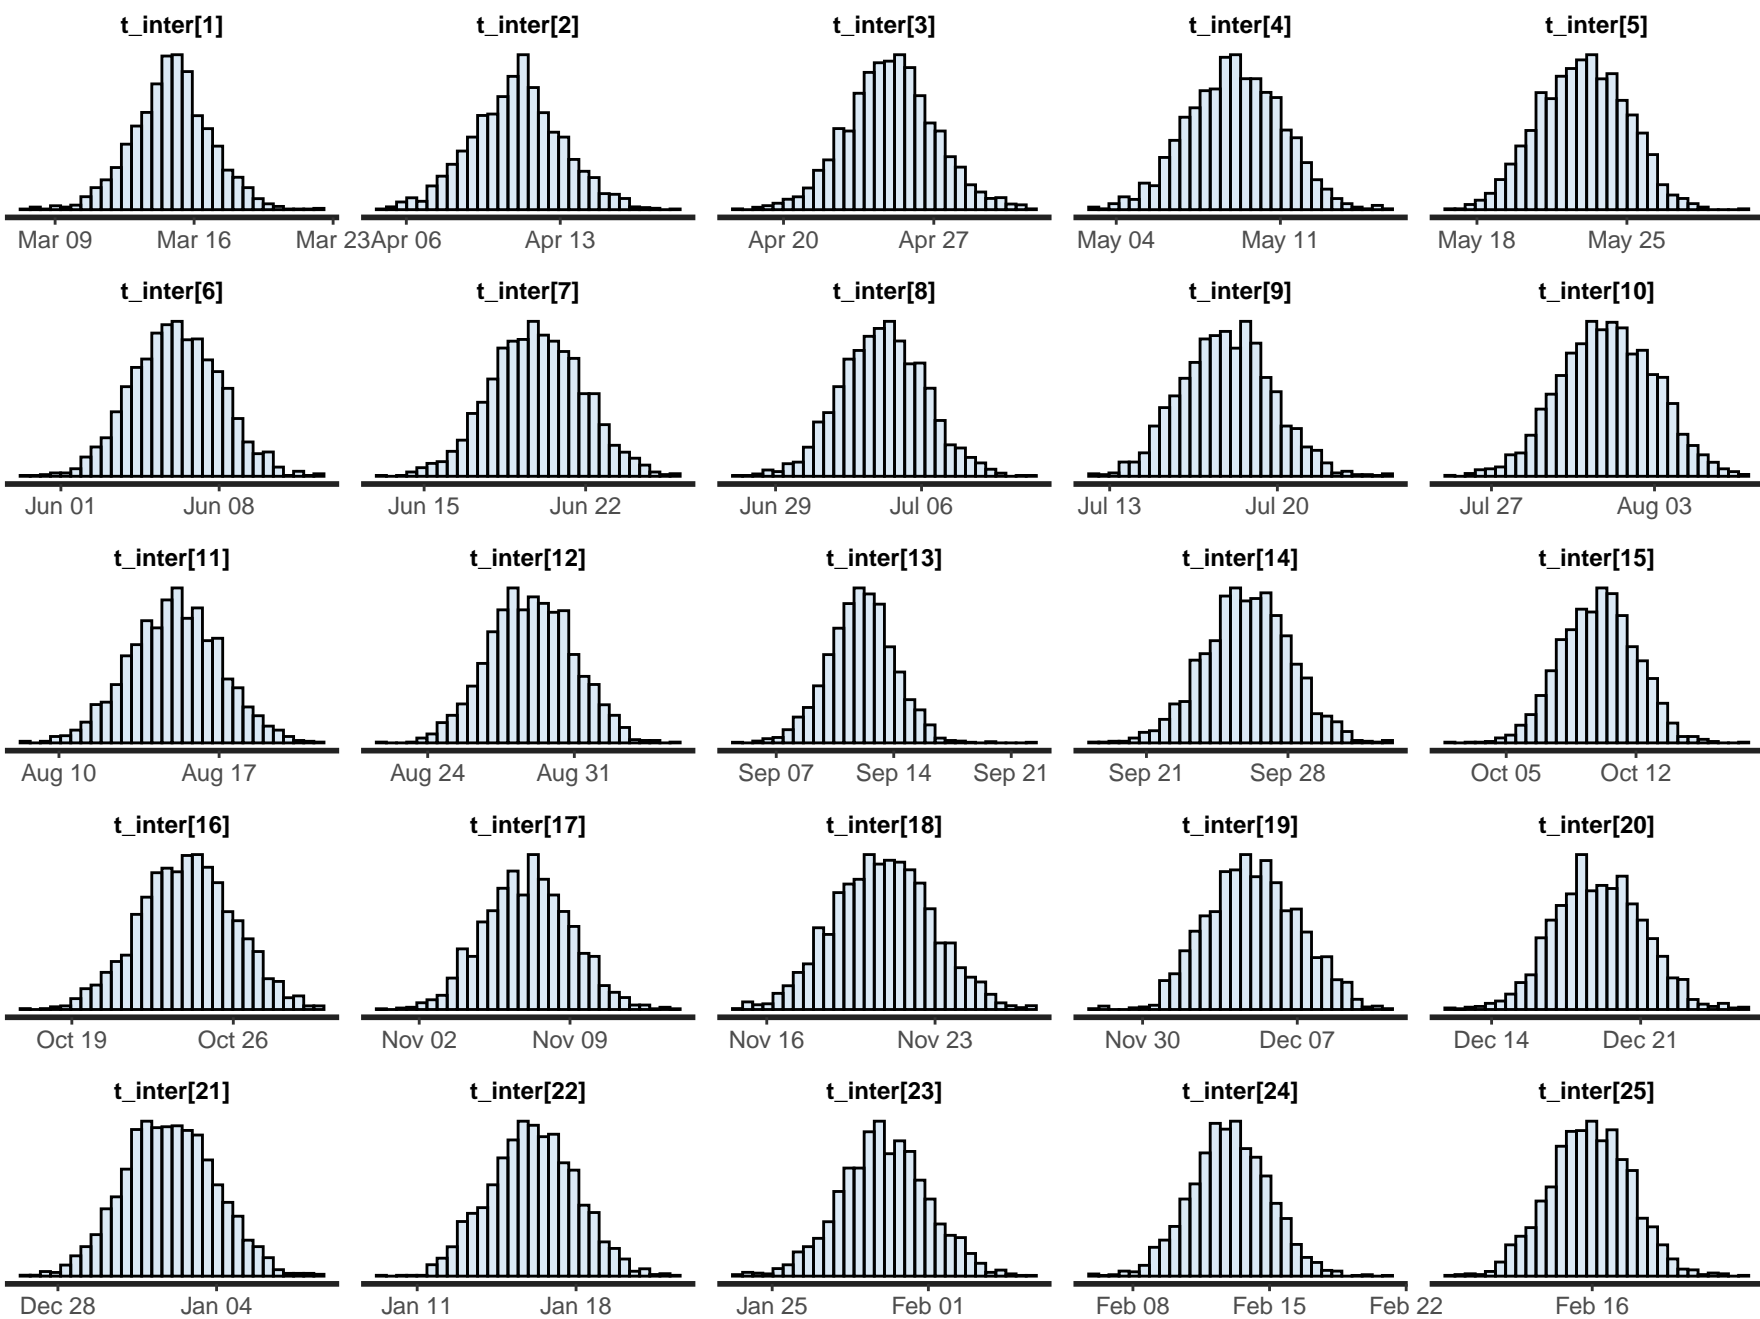 t_inter[1] t_inter[2] t_inter[3] t_inter[4] t_inter[5]
Mar 09 Mar 16 Mar 23 Apr 06 Apr 13 Apr 20 Apr 27 May 04 May 11 May 18 May 25
t_inter[6] t_inter[7] t_inter[8] t_inter[9] t_inter[10]
Jun 01 Jun 08 Jun 15 Jun 22 Jun 29 Jul 06 Jul 13 Jul 20 Jul 27 Aug 03
t_inter[11] t_inter[12] t_inter[13] t_inter[14] t_inter[15]
Aug 10 Aug 17 Aug 24 Aug 31 Sep 07 Sep 14 Sep 21 Sep 21 Sep 28 Oct 05 Oct 12
t_inter[16] t_inter[17] t_inter[18] t_inter[19] t_inter[20]
Oct 19 Oct 26 Nov 02 Nov 09 Nov 16 Nov 23 Nov 30 Dec 07 Dec 14 Dec 21
t_inter[21] t_inter[22] t_inter[23] t_inter[24] t_inter[25]
Dec 28 Jan 04 Jan 11 Jan 18 Jan 25 Feb 01 Feb 08 Feb 15 Feb 22 Feb 16